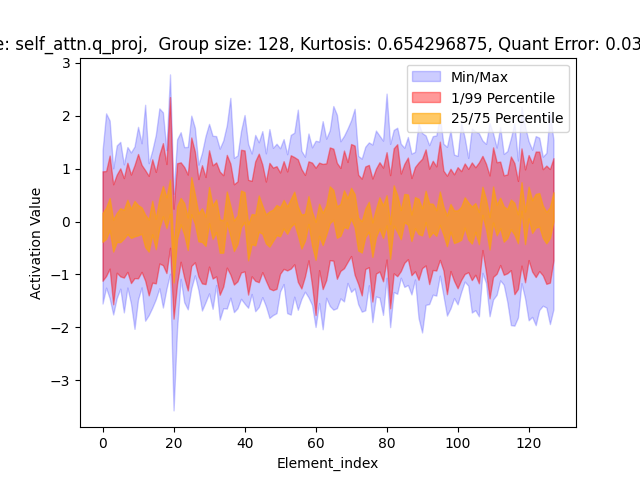 e: self_attn.q_proj,  Group size: 128, Kurtosis: 0.654296875, Quant Error: 0.03
Min/Max
1/99 Percentile
25/75 Percentile
3
2
1
0
−1
−2
−3
Activation Value
0
20
40
60
80
100
120
Element_index